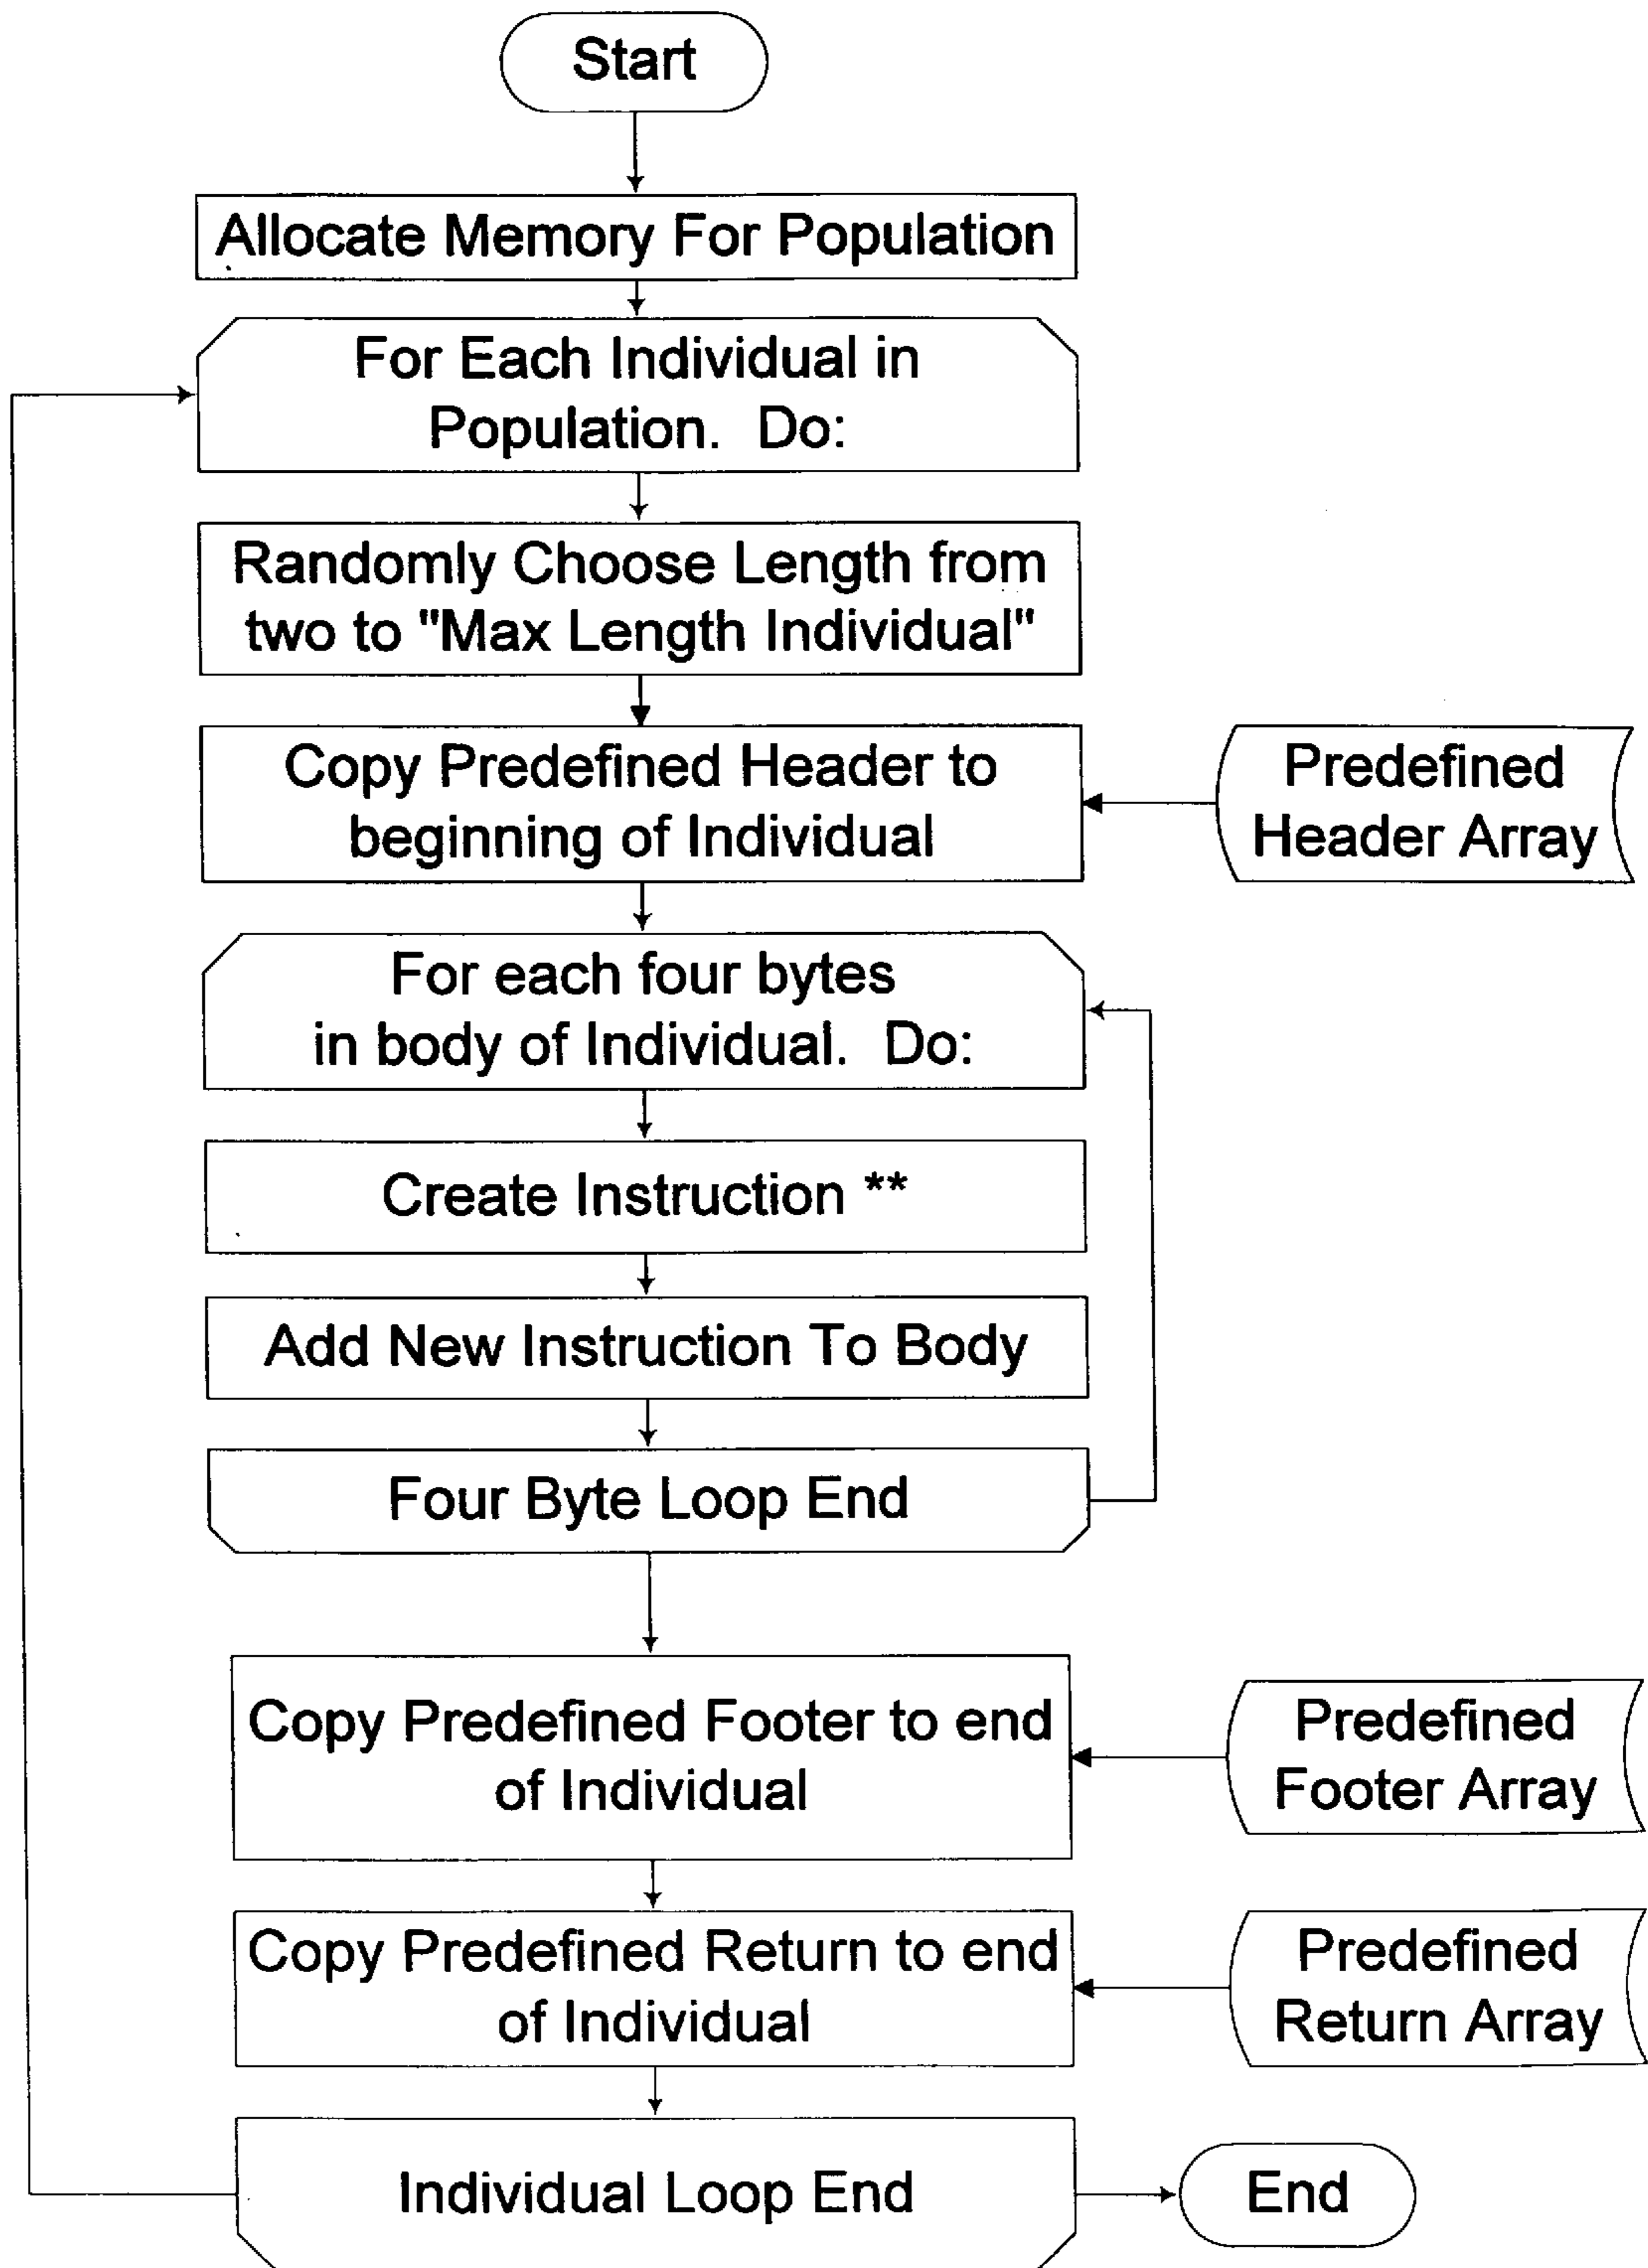 Start
Allocate Memory For Population
For Each Individual in
Population. Do:
Randomly Choose Length from
two to "Max Length Individual"
Copy Predefined Header to
beginning of Individual
Predefined
Header Array
For each four bytes
in body of Individual. Do:
Create Instruction **
Add New Instruction To Body
Four Byte Loop End
Copy Predefined Footer to end
of Individual
Predefined
Footer Array
Copy Predefined Return to end
of Individual
Predefined
Return Array
Individual Loop End
End